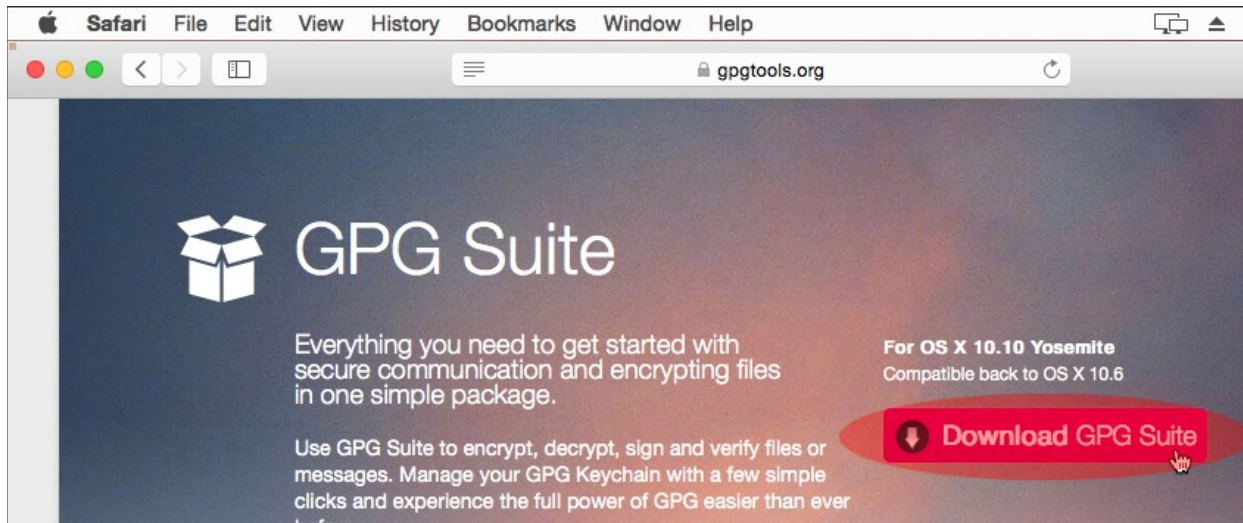 Safari File Edit View History Bookmarks Window Help
gpgtools.org
GPG Suite
Everything you need to get started with
secure communication and encrypting files
in one simple package.
For OS X 10.10 Yosemite
Compatible back to OS X 10.6
Download GPG Suite
Use GPG Suite to encrypt, decrypt, sign and verify files or
messages. Manage your GPG Keychain with a few simple
clicks and experience the full power of GPG easier than ever